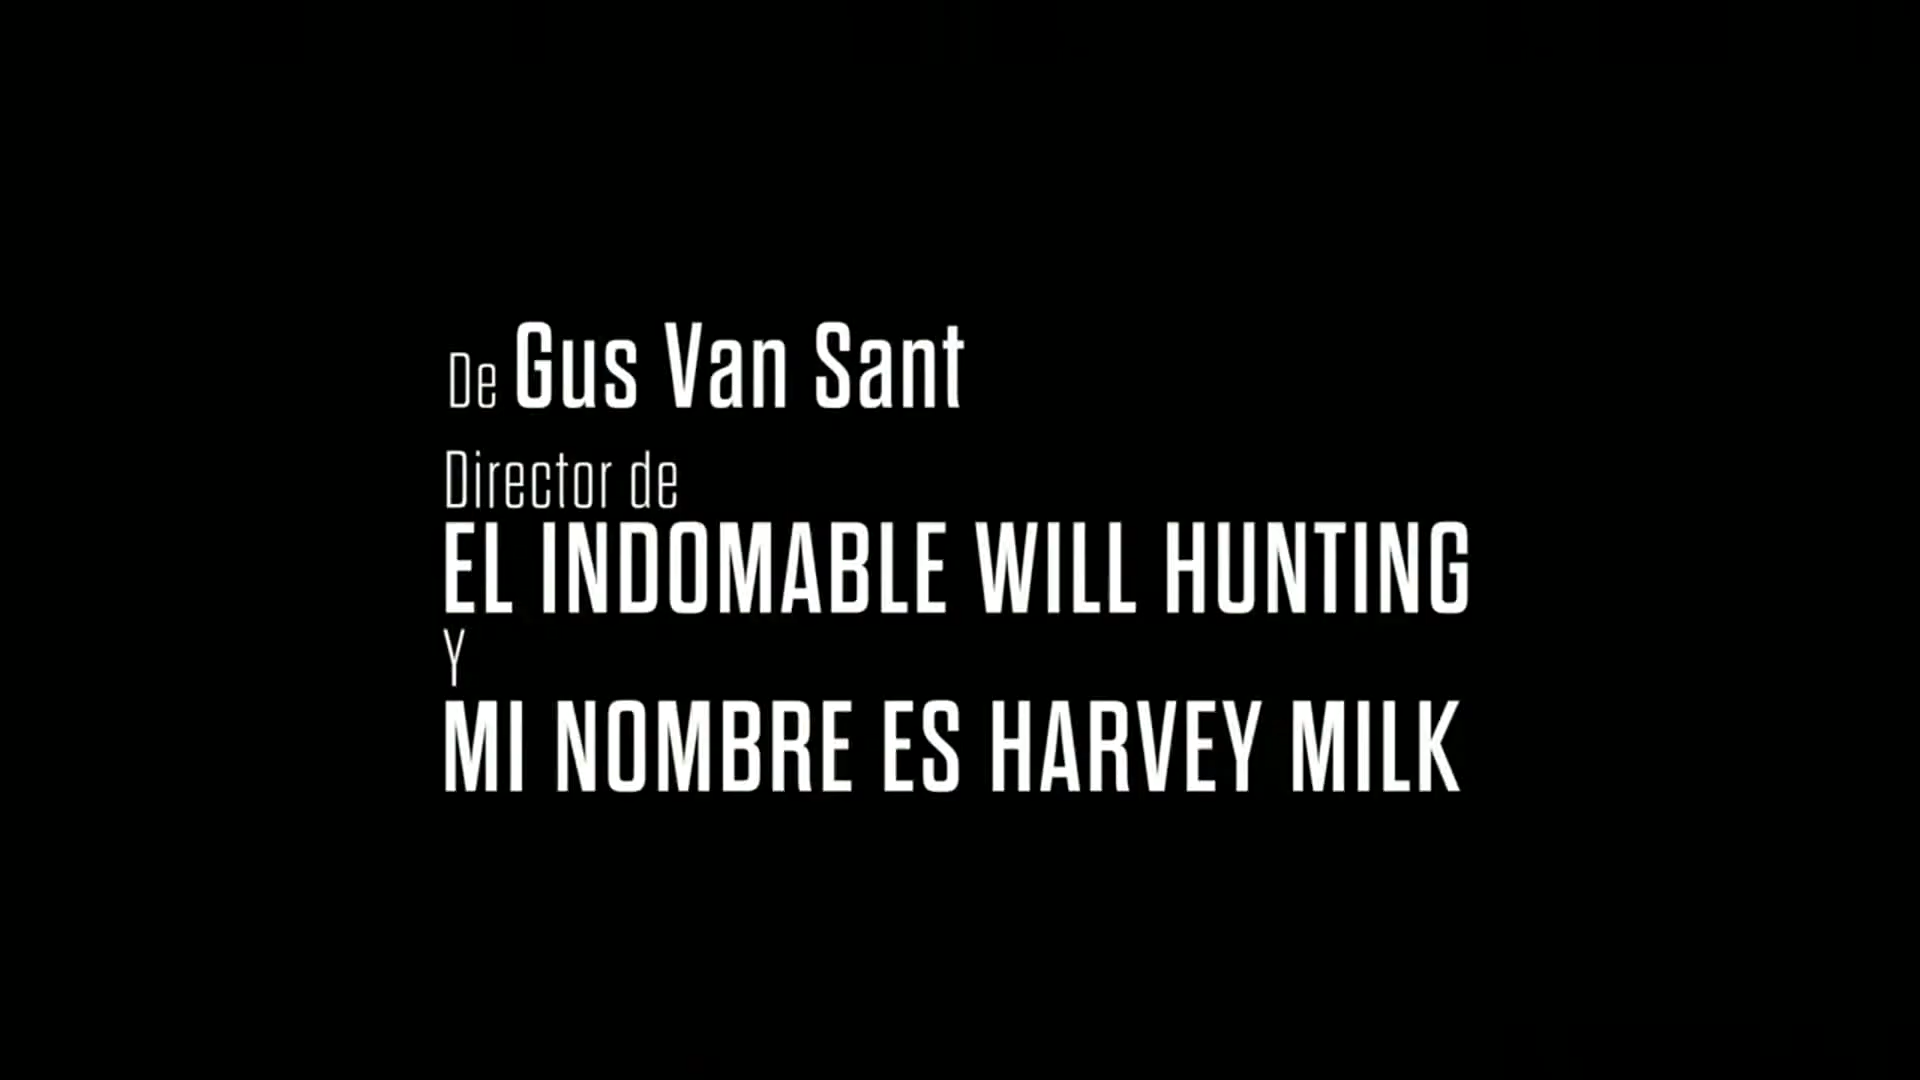 De Gus Van Sant
Director de
EL INDOMABLE WILL HUNTING
Y
MI NOMBRE ES HARVEY MILK